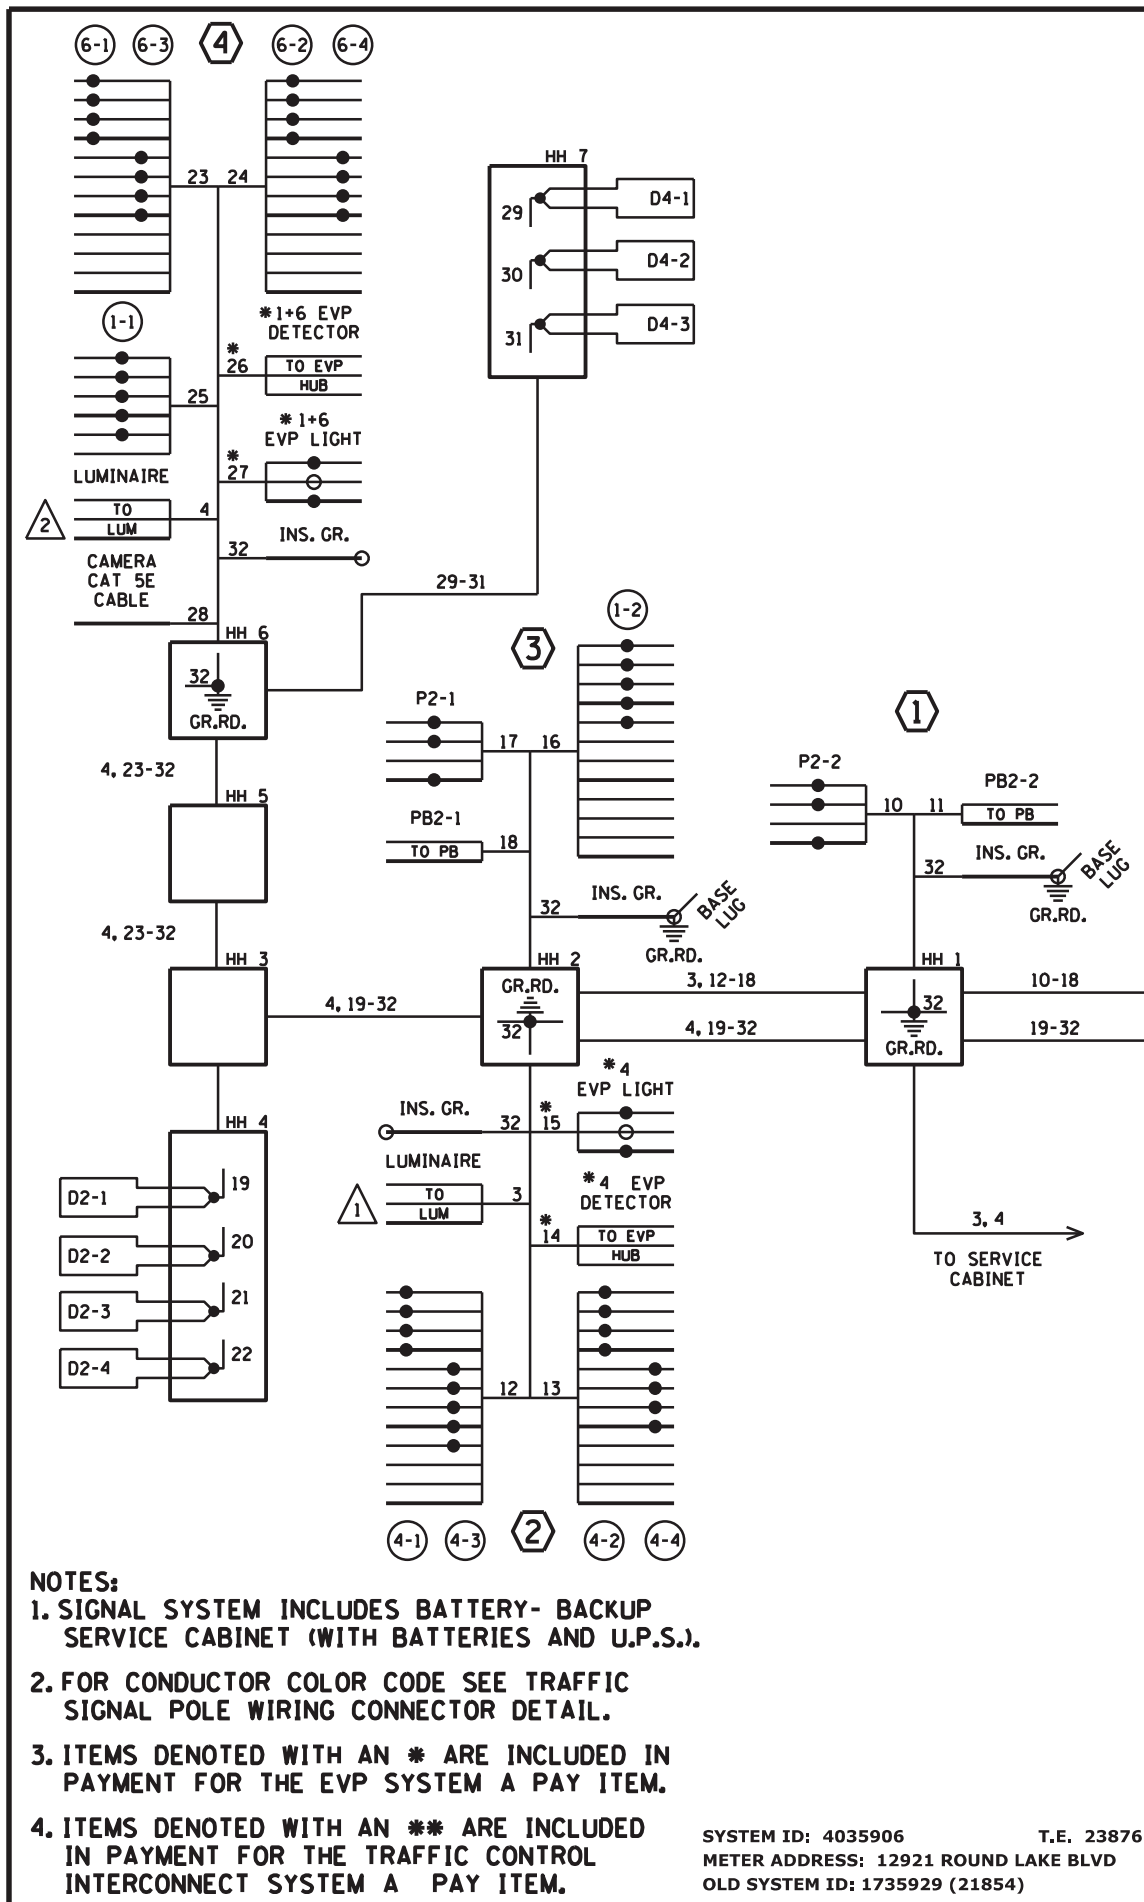 6-1 6-3 4 6-2 6-4
23 24
HH 7
29 D4-1
30 D4-2
31 D4-3
1-1
*1+6 EVP
DETECTOR
*
26 TO EVP
HUB
25
*1+6
EVP LIGHT
*
27
LUMINAIRE
2 TO 4
LUM
32 INS. GR.
CAMERA
CAT 5E
CABLE
28
29-31
HH 6
32
GR.RD.
4, 23-32
HH 5
4, 23-32
HH 3
4, 19-32
HH 4
D2-1 19
D2-2 20
D2-3 21
D2-4 22
3
1-2
P2-1
17 16
PB2-1
TO PB 18
32 INS. GR. BASE
LUG
GR.RD.
HH 2
GR.RD.
32
3, 12-18
4, 19-32
1
P2-2
10 11
PB2-2
TO PB
32 INS. GR. BASE
LUG
GR.RD.
HH 1
32
GR.RD.
10-18
19-32
3, 4
TO SERVICE
CABINET
*4
EVP LIGHT
INS. GR.
32
*
15
LUMINAIRE
1 TO 3
LUM
*4 EVP
DETECTOR
*
14 TO EVP
HUB
12 13
4-1 4-3 2 4-2 4-4
NOTES:
1. SIGNAL SYSTEM INCLUDES BATTERY- BACKUP
SERVICE CABINET (WITH BATTERIES AND U.P.S.).
2. FOR CONDUCTOR COLOR CODE SEE TRAFFIC
SIGNAL POLE WIRING CONNECTOR DETAIL.
3. ITEMS DENOTED WITH AN * ARE INCLUDED IN
PAYMENT FOR THE EVP SYSTEM A PAY ITEM.
4. ITEMS DENOTED WITH AN ** ARE INCLUDED
IN PAYMENT FOR THE TRAFFIC CONTROL
INTERCONNECT SYSTEM A PAY ITEM.
SYSTEM ID: 4035906 T.E. 23876
METER ADDRESS: 12921 ROUND LAKE BLVD
OLD SYSTEM ID: 1735929 (21854)